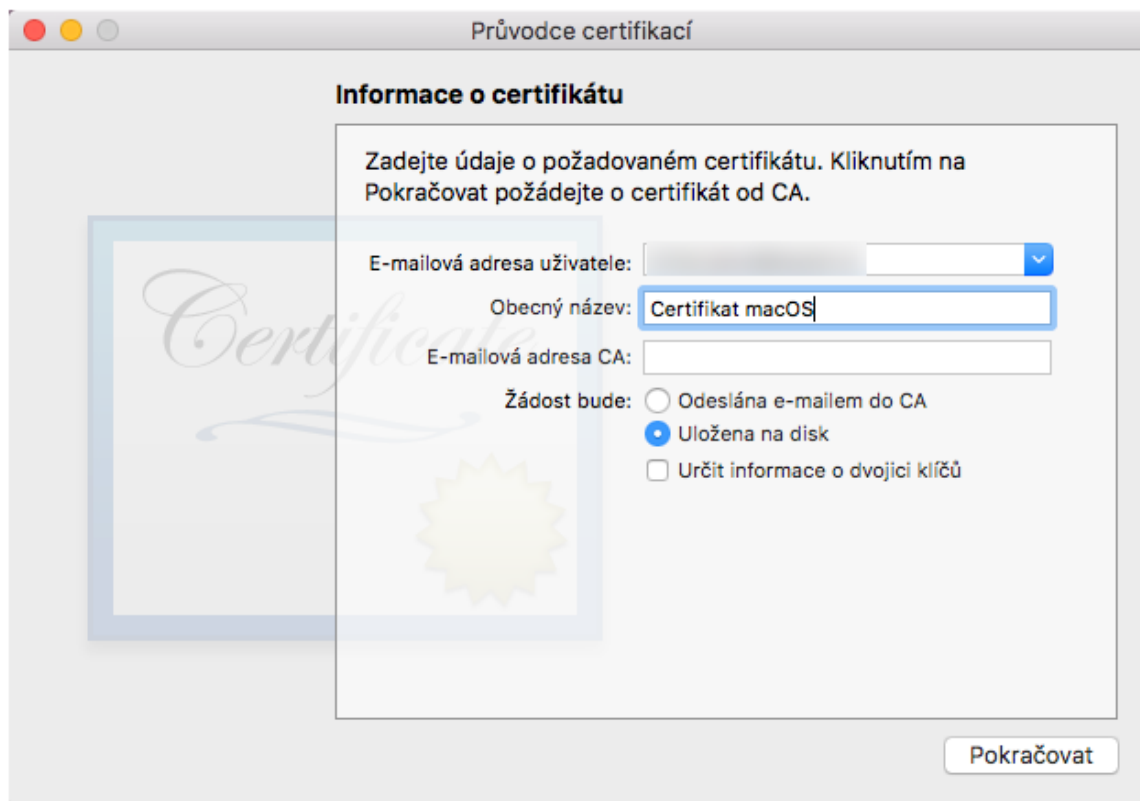 Průvodce certifikací
Informace o certifikátu
Zadejte údaje o požadovaném certifikátu. Kliknutím na
Pokračovat požádejte o certifikát od CA.
E-mailová adresa uživatele:
Obecný název: Certifikat macOS
E-mailová adresa CA:
Žádost bude: Odeslána e-mailem do CA
Uložena na disk
Určit informace o dvojici klíčů
Certificate
Pokračovat